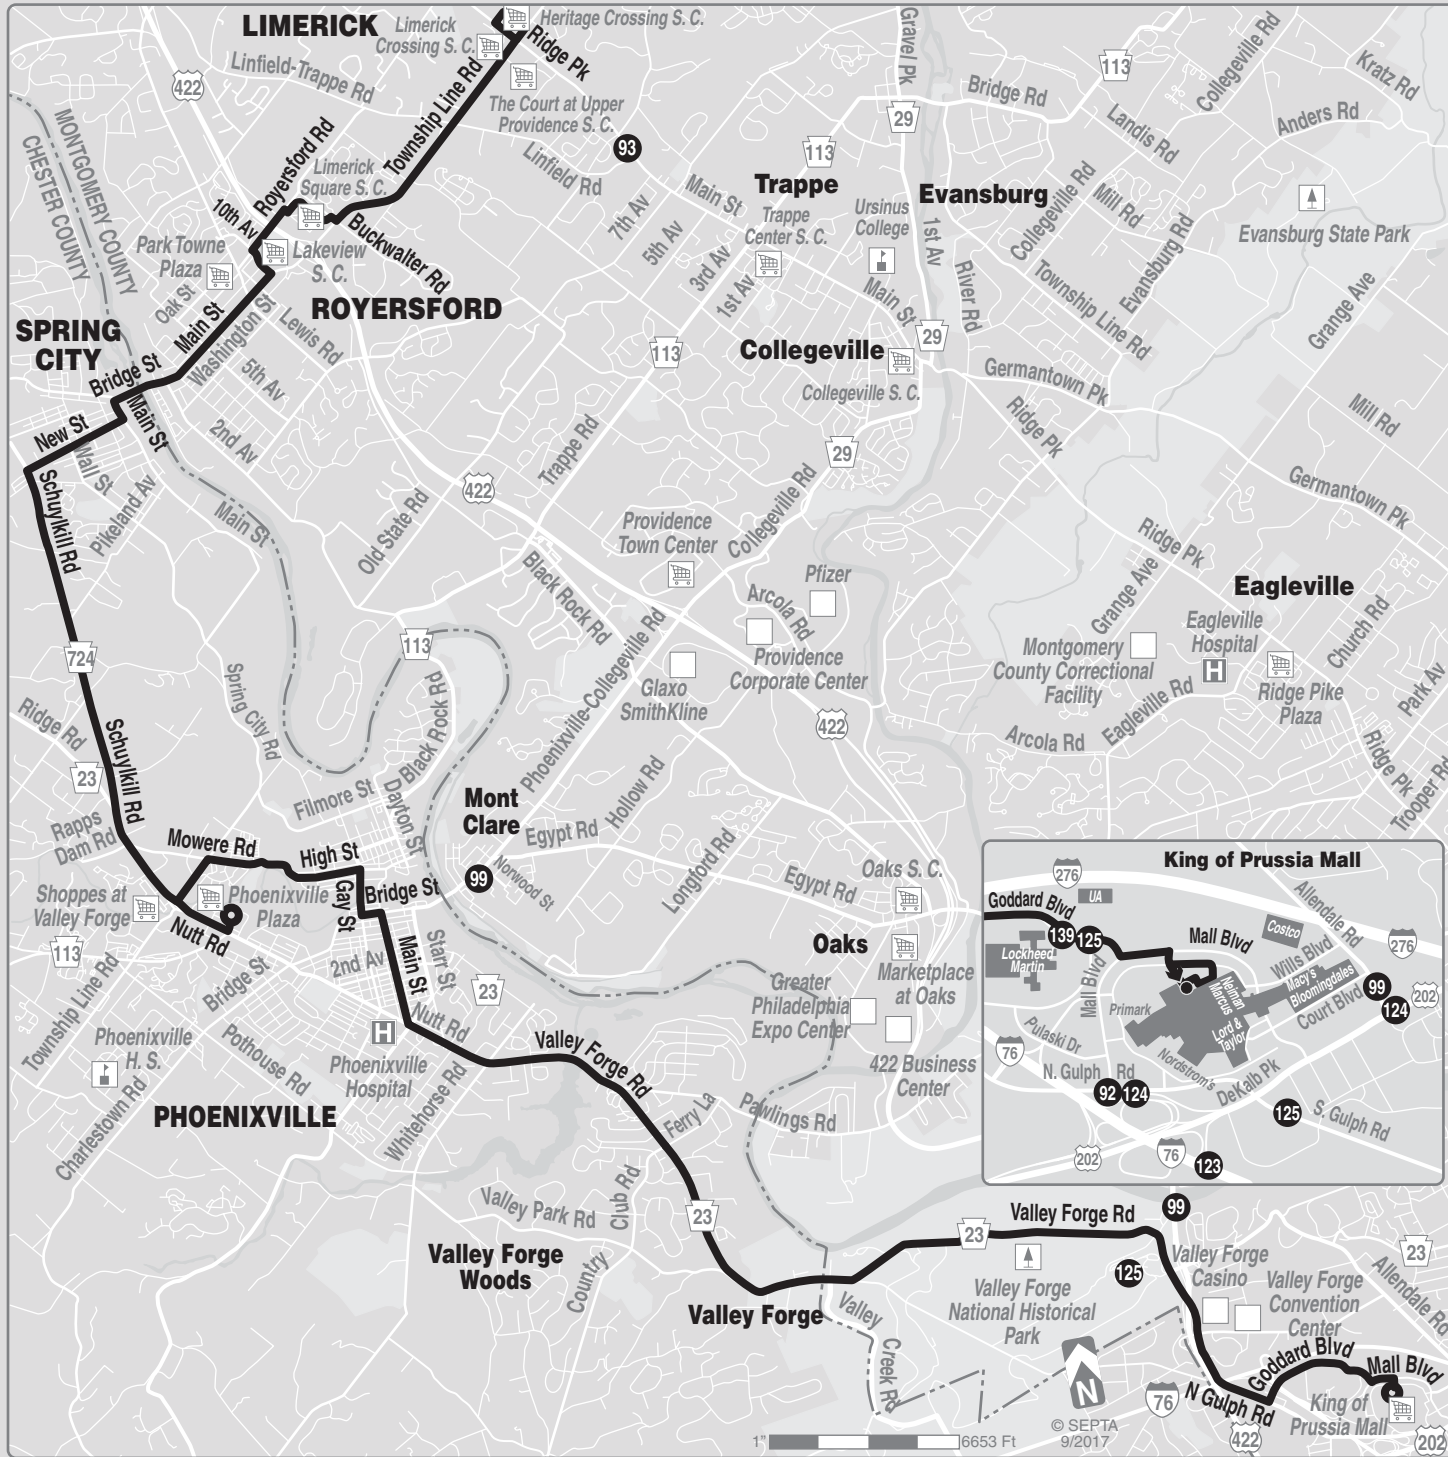 LIMERICK
Limerick
Crossing S. C.
Heritage Crossing S. C.
Ridge Pk
Gravel Pk
113
Collegeville Rd
Kratz Rd
422
Linfield-Trappe Rd
Township Line Rd
The Court at Upper
Providence S. C.
93
Linfield Rd
Bridge Rd
29
Landis Rd
Anders Rd
MONTGOMERY COUNTY
CHESTER COUNTY
Royersford Rd
Limerick
Square S. C.
113
Trappe
Main St
Trappe
Center S. C.
Ursinus
College
Evansburg
1st Av
Collegeville Rd
Mill Rd
Evansburg Rd
Evansburg State Park
10th Av
Park Towne
Plaza
Lakeview
S. C.
Buckwalter Rd
7th Av
5th Av
3rd Av
1st Av
Main St
River Rd
Township Line Rd
Grange Ave
Oak St
Main St
Washington St
Lewis Rd
ROYERSFORD
SPRING
CITY
Bridge St
5th Av
113
Collegeville
29
Collegeville S. C.
Germantown Pk
Ridge Pk
Mill Rd
Main St
New St
2nd Av
Wall St
Pikeland Av
Trappe Rd
29
Collegeville Rd
Germantown Pk
422
Schuylkill Rd
Main St
Old State Rd
Providence
Town Center
Black Rock Rd
Pfizer
Arcola Rd
Ridge Pk
Grange Ave
Eagleville
Eagleville
Hospital
H
Church Rd
113
724
Phoenixville-Collegeville Rd
Providence
Corporate Center
Glaxo
SmithKline
Montgomery
County Correctional
Facility
Ridge Pike
Plaza
Park Av
Spring City Rd
Black Rock Rd
422
Arcola Rd
Eagleville Rd
Ridge Pk
Trooper Rd
Ridge Rd
23
Schuylkill Rd
Filmore St
Dayton St
Mont
Clare
Egypt Rd
Hollow Rd
Rapps
Dam Rd
Mowere Rd
High St
Gay St
Bridge St
99
Norwood St
Longford Rd
Egypt Rd
Oaks S. C.
Shoppes at
Valley Forge
Phoenixville
Plaza
Nutt Rd
Oaks
Marketplace
at Oaks
113
Township Line Rd
Bridge St
2nd Av
Main St
Starr St
23
Nutt Rd
Greater
Philadelphia
Expo Center
422 Business
Center
Phoenixville
H. S.
Pothouse Rd
H
Phoenixville
Hospital
Valley Forge Rd
Charlestown Rd
PHOENIXVILLE
Whitehorse Rd
Ferry La
Pawlings Rd
King of Prussia Mall
276
UA
Allendale Rd
Goddard Blvd
139
125
Mall Blvd
Costco
276
Lockheed
Martin
Wills Blvd
Mall Blvd
Neiman
Marcus
Macy's
Bloomingdales
99
Primark
Lord &
Taylor
Court Blvd
124
202
Pulaski Dr
76
N. Gulph Rd
Nordstrom's
DeKalb Pk
92
124
125
S. Gulph Rd
202
76
123
Valley Park Rd
Club Rd
Country
23
Valley Forge
Woods
Valley Forge
Valley
Creek Rd
23
Valley Forge Rd
99
Valley Forge
National Historical
Park
125
Valley Forge
Casino
Valley Forge
Convention
Center
23
Allendale Rd
N
Goddard Blvd
Mall Blvd
76
N Gulph Rd
King of
Prussia Mall
422
202
1"
6653 Ft
© SEPTA
9/2017